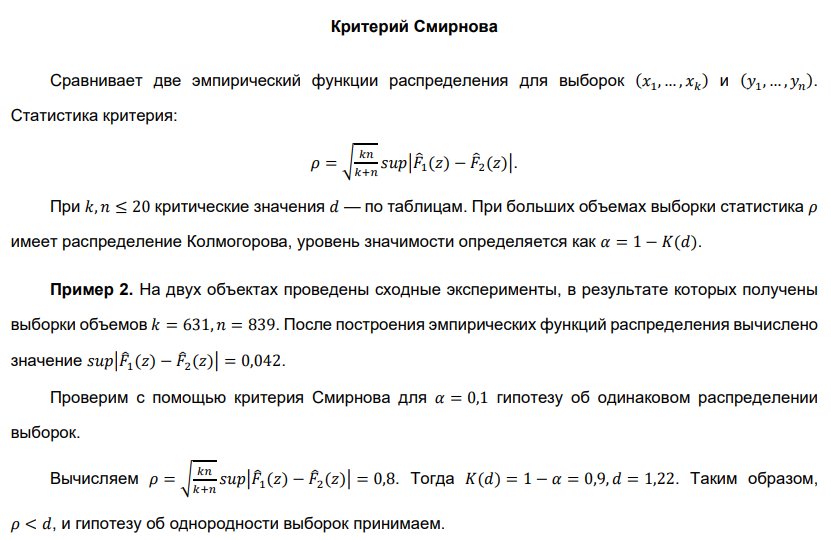 Критерий Смирнова
Сравнивает две эмпирический функции распределения для выборок (𝑥₁, … , 𝑥ₖ) и (𝑦₁, … , 𝑦ₙ).
Статистика критерия:
𝜌 = √(𝑘𝑛/(𝑘+𝑛)) 𝑠𝑢𝑝|F̂₁(𝑧) − F̂₂(𝑧)|.
При 𝑘, 𝑛 ≤ 20 критические значения 𝑑 — по таблицам. При больших объемах выборки статистика 𝜌
имеет распределение Колмогорова, уровень значимости определяется как 𝛼 = 1 − 𝐾(𝑑).
Пример 2. На двух объектах проведены сходные эксперименты, в результате которых получены
выборки объемов 𝑘 = 631, 𝑛 = 839. После построения эмпирических функций распределения вычислено
значение 𝑠𝑢𝑝|F̂₁(𝑧) − F̂₂(𝑧)| = 0,042.
Проверим с помощью критерия Смирнова для 𝛼 = 0,1 гипотезу об одинаковом распределении
выборок.
Вычисляем 𝜌 = √(𝑘𝑛/(𝑘+𝑛)) 𝑠𝑢𝑝|F̂₁(𝑧) − F̂₂(𝑧)| = 0,8. Тогда 𝐾(𝑑) = 1 − 𝛼 = 0,9, 𝑑 = 1,22. Таким образом,
𝜌 < 𝑑, и гипотезу об однородности выборок принимаем.